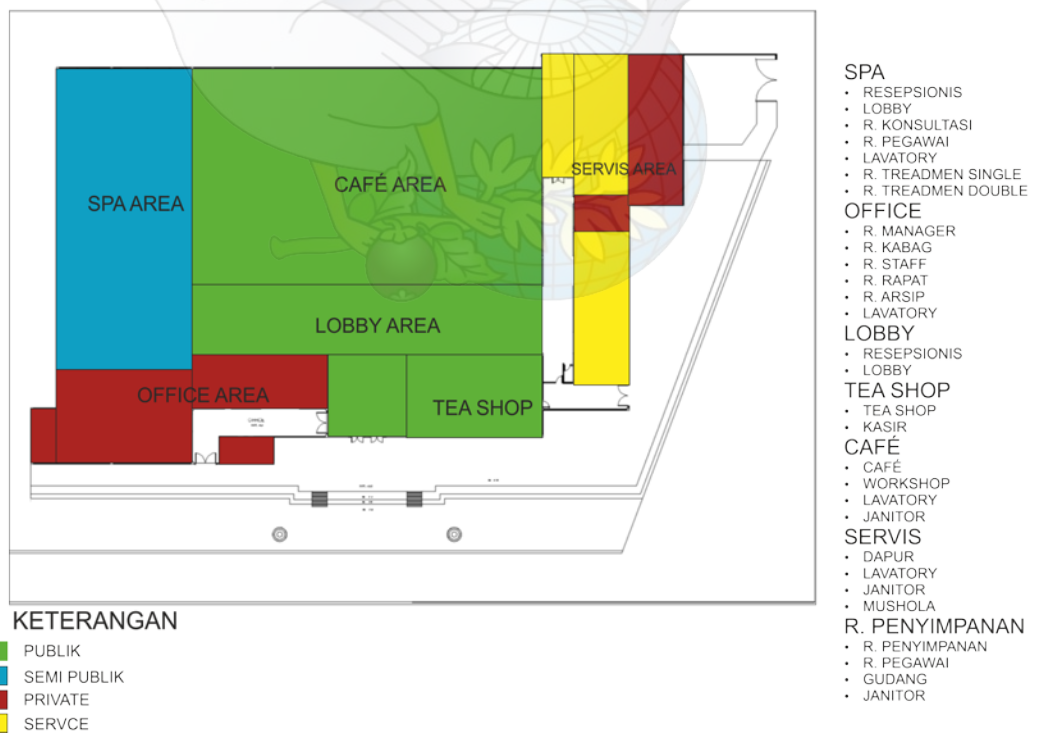 SPA AREA
CAFÉ AREA
SERVIS AREA
LOBBY AREA
OFFICE AREA
TEA SHOP
SPA
• RESEPSIONIS
• LOBBY
• R. KONSULTASI
• R. PEGAWAI
• LAVATORY
• R. TREADMEN SINGLE
• R. TREADMEN DOUBLE
OFFICE
• R. MANAGER
• R. KABAG
• R. STAFF
• R. RAPAT
• R. ARSIP
• LAVATORY
LOBBY
• RESEPSIONIS
• LOBBY
TEA SHOP
• TEA SHOP
• KASIR
CAFÉ
• CAFÉ
• WORKSHOP
• LAVATORY
• JANITOR
SERVIS
• DAPUR
• LAVATORY
• JANITOR
• MUSHOLA
R. PENYIMPANAN
• R. PENYIMPANAN
• R. PEGAWAI
• GUDANG
• JANITOR
KETERANGAN
PUBLIK
SEMI PUBLIK
PRIVATE
SERVCE